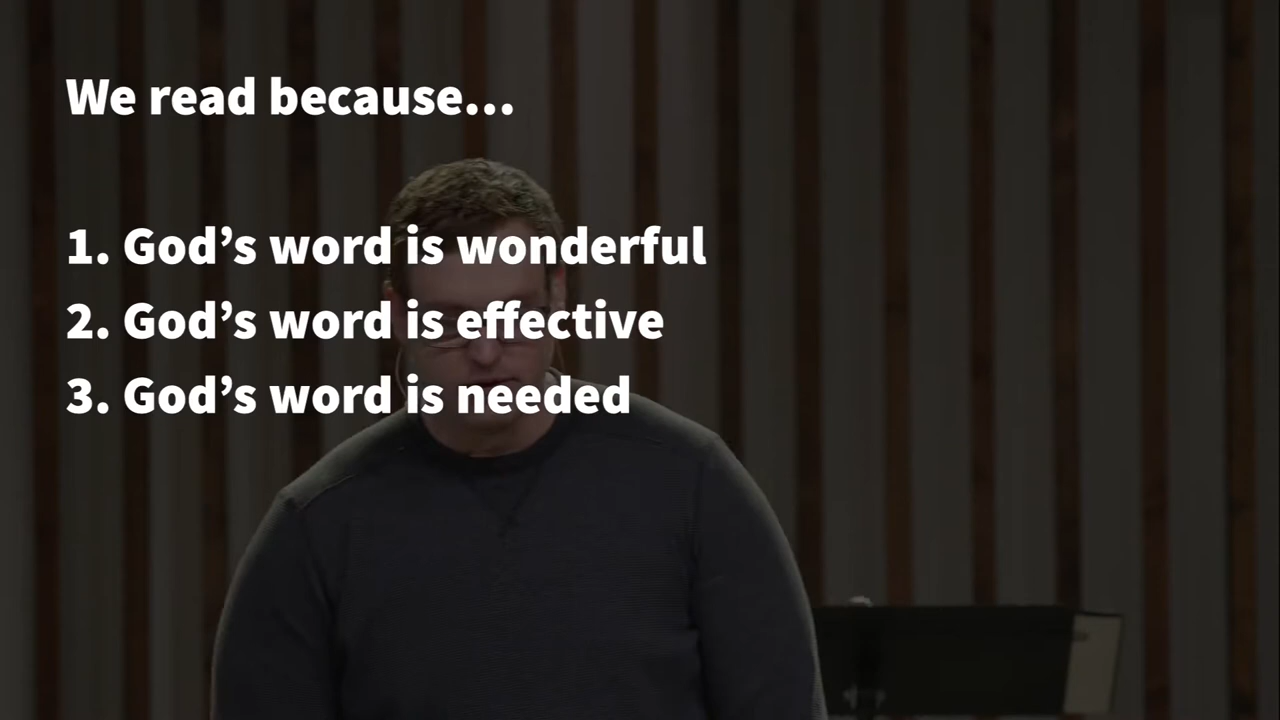 We read because...
1. God’s word is wonderful
2. God’s word is effective
3. God’s word is needed